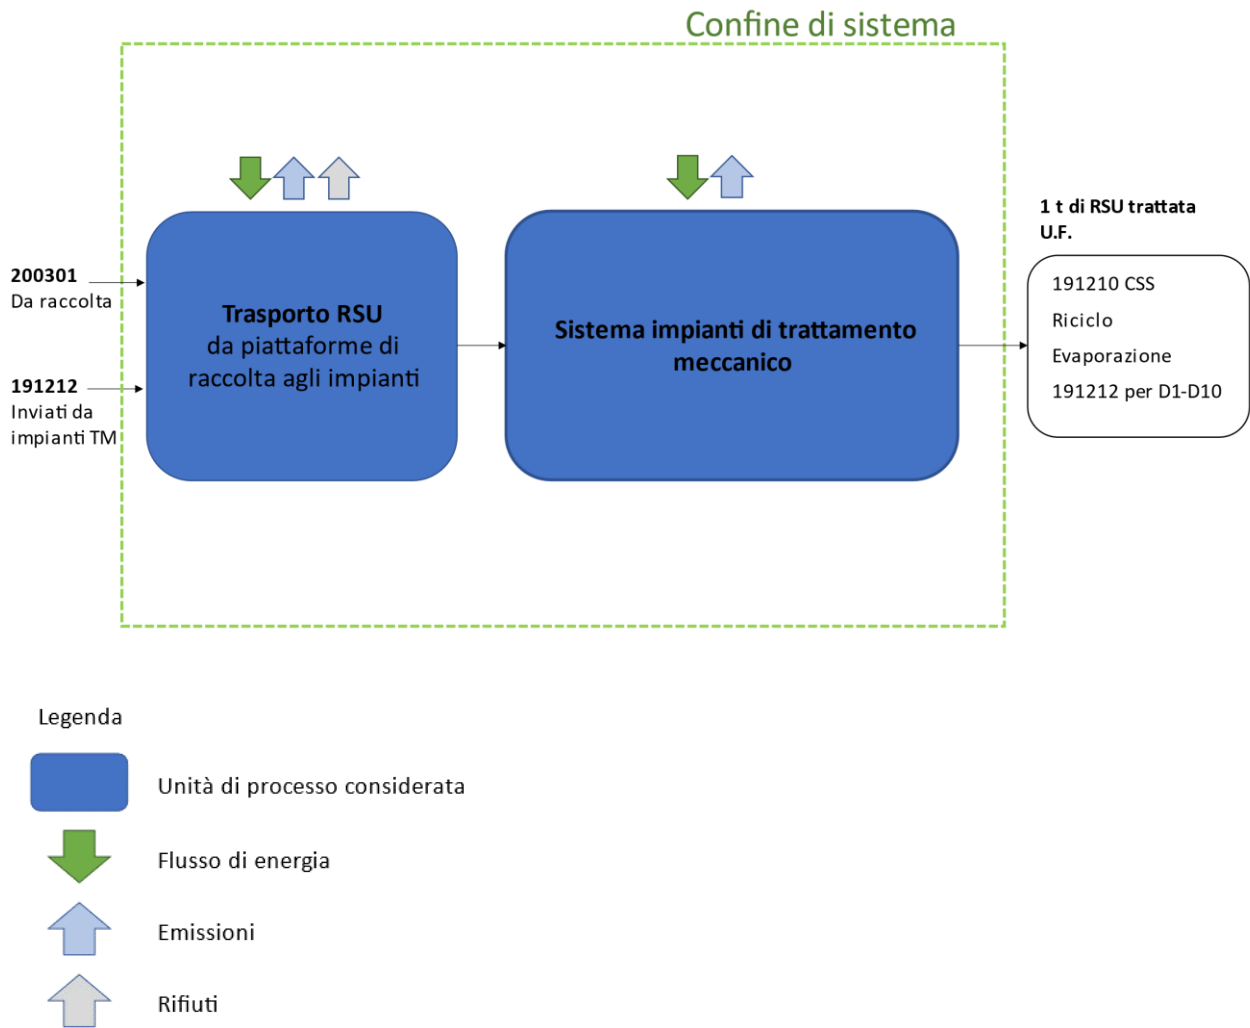 Confine di sistema
200301
Da raccolta
191212
Inviati da
impianti TM
Trasporto RSU
da piattaforme di
raccolta agli impianti
Sistema impianti di trattamento
meccanico
1 t di RSU trattata
U.F.
191210 CSS
Riciclo
Evaporazione
191212 per D1-D10
Legenda
Unità di processo considerata
Flusso di energia
Emissioni
Rifiuti